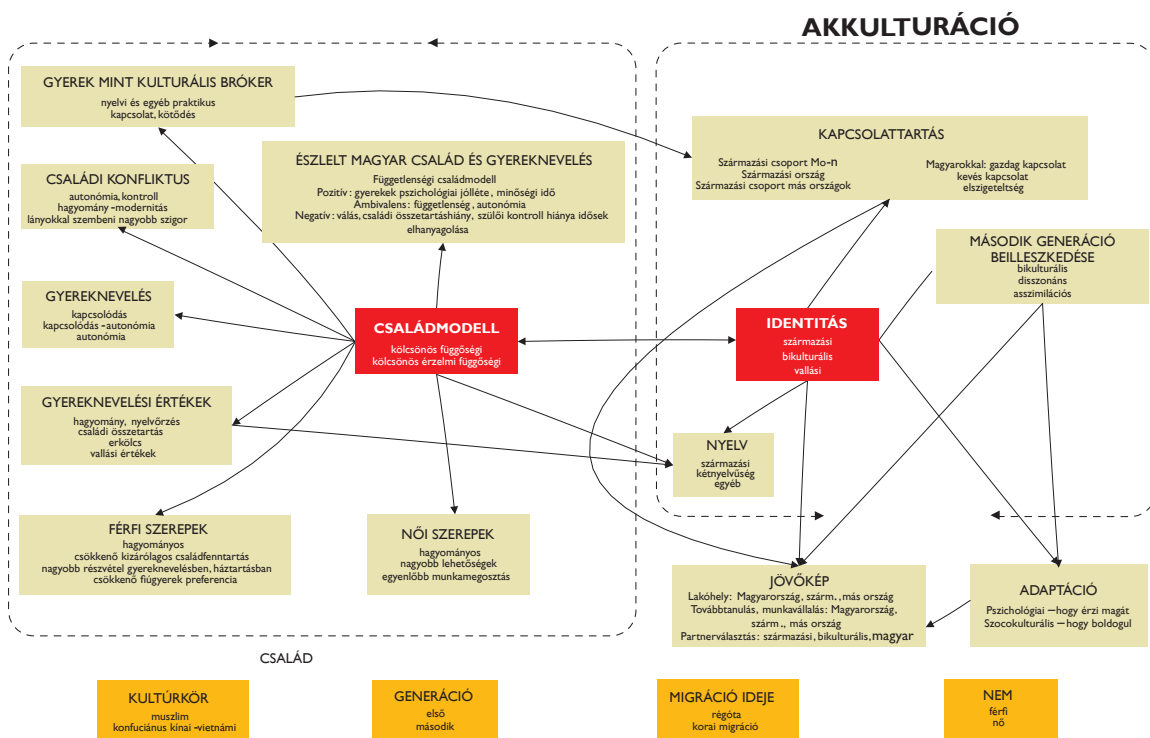 AKKULTURÁCIÓ
GYEREK MINT KULTURÁLIS BRÓKER
nyelvi és egyéb praktikus
kapcsolat, kötődés
CSALÁDI KONFLIKTUS
autonómia, kontroll
hagyomány -modernitás
lányokkal szembeni nagyobb szigor
ÉSZLELT MAGYAR CSALÁD ÉS GYEREKNEVELÉS
Függetlenségi családmodell
Pozitív: gyerekek pszichológiai jólléte, minőségi idő
Ambivalens: függetlenség, autonómia
Negatív: válás, családi összetartáshiány, szülői kontroll hiánya idősek
elhanyagolása
GYEREKNEVELÉS
kapcsolódás
kapcsolódás -autonómia
autonómia
CSALÁDMODELL
kölcsönös függőségi
kölcsönös érzelmi függőségi
GYEREKNEVELÉSI ÉRTÉKEK
hagyomány, nyelvőrzés
családi összetartás
erkölcs
vallási értékek
FÉRFI SZEREPEK
hagyományos
csökkenő kizárólagos családfenntartás
nagyobb részvétel gyereknevelésben, háztartásban
csökkenő fiúgyerek preferencia
NŐI SZEREPEK
hagyományos
nagyobb lehetőségek
egyenlőbb munkamegosztás
CSALÁD
KAPCSOLATTARTÁS
Származási csoport Mo-n
Származási ország
Származási csoport más országok
Magyarokkal: gazdag kapcsolat
kevés kapcsolat
elszigeteltség
MÁSODIK GENERÁCIÓ
BEILLESZKEDÉSE
bikulturális
disszonáns
asszimilációs
IDENTITÁS
származási
bikulturális
vallási
NYELV
származási
kétnyelvűség
egyéb
JÖVŐKÉP
Lakóhely: Magyarország, szárm., más ország
Továbbtanulás, munkavállalás: Magyarország,
szárm., más ország
Partnerválasztás: származási, bikulturális, magyar
ADAPTÁCIÓ
Pszichológiai – hogy érzi magát
Szocokulturális – hogy boldogul
KULTÚRKÖR
muszlim
konfuciánus kínai -vietnámi
GENERÁCIÓ
első
második
MIGRÁCIÓ IDEJE
régóta
korai migráció
NEM
férfi
nő